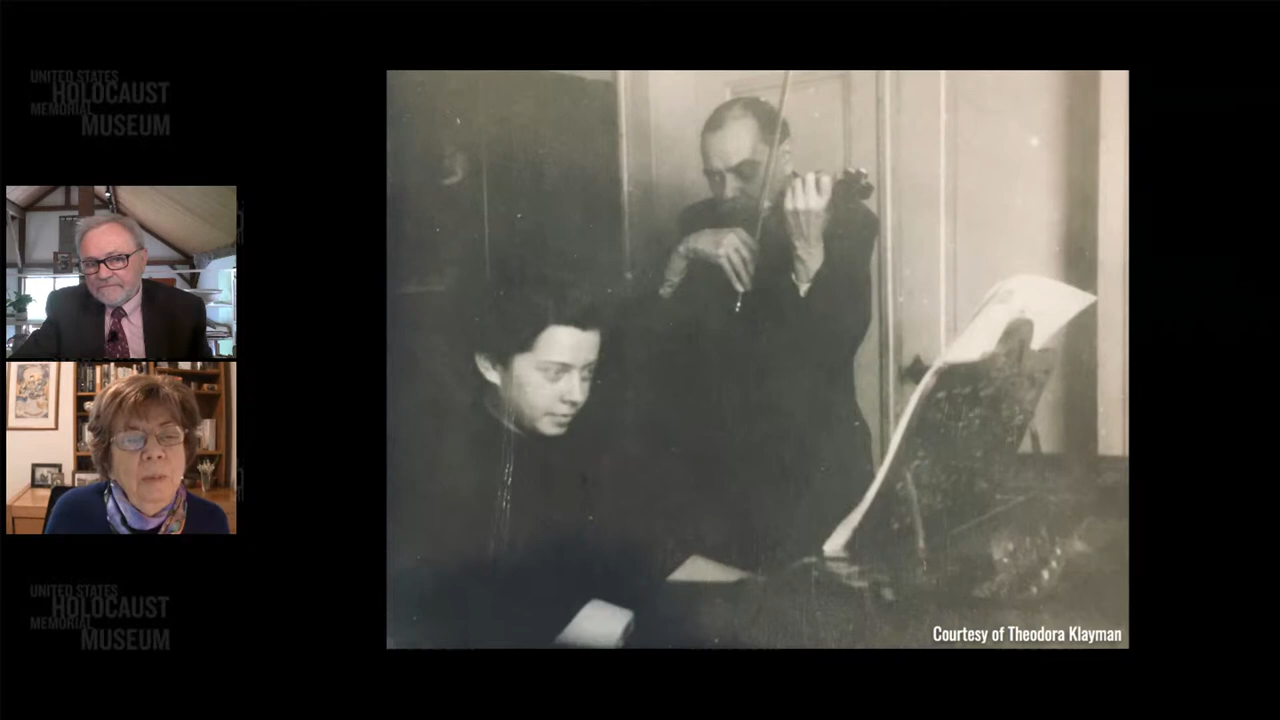 UNITED STATES
HOLOCAUST
MEMORIAL
MUSEUM
Courtesy of Theodora Klayman
UNITED STATES
HOLOCAUST
MEMORIAL
MUSEUM